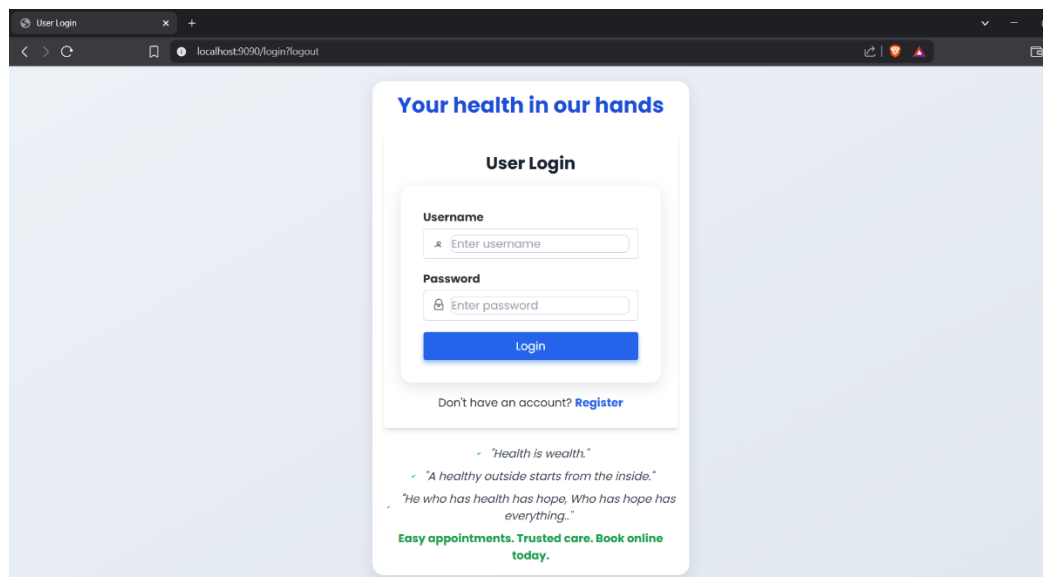 User Login
localhost:9090/login?logout
Your health in our hands
User Login
Username
Enter username
Password
Enter password
Login
Don't have an account? Register
"Health is wealth."
"A healthy outside starts from the inside."
"He who has health has hope, Who has hope has
everything.."
Easy appointments. Trusted care. Book online
today.